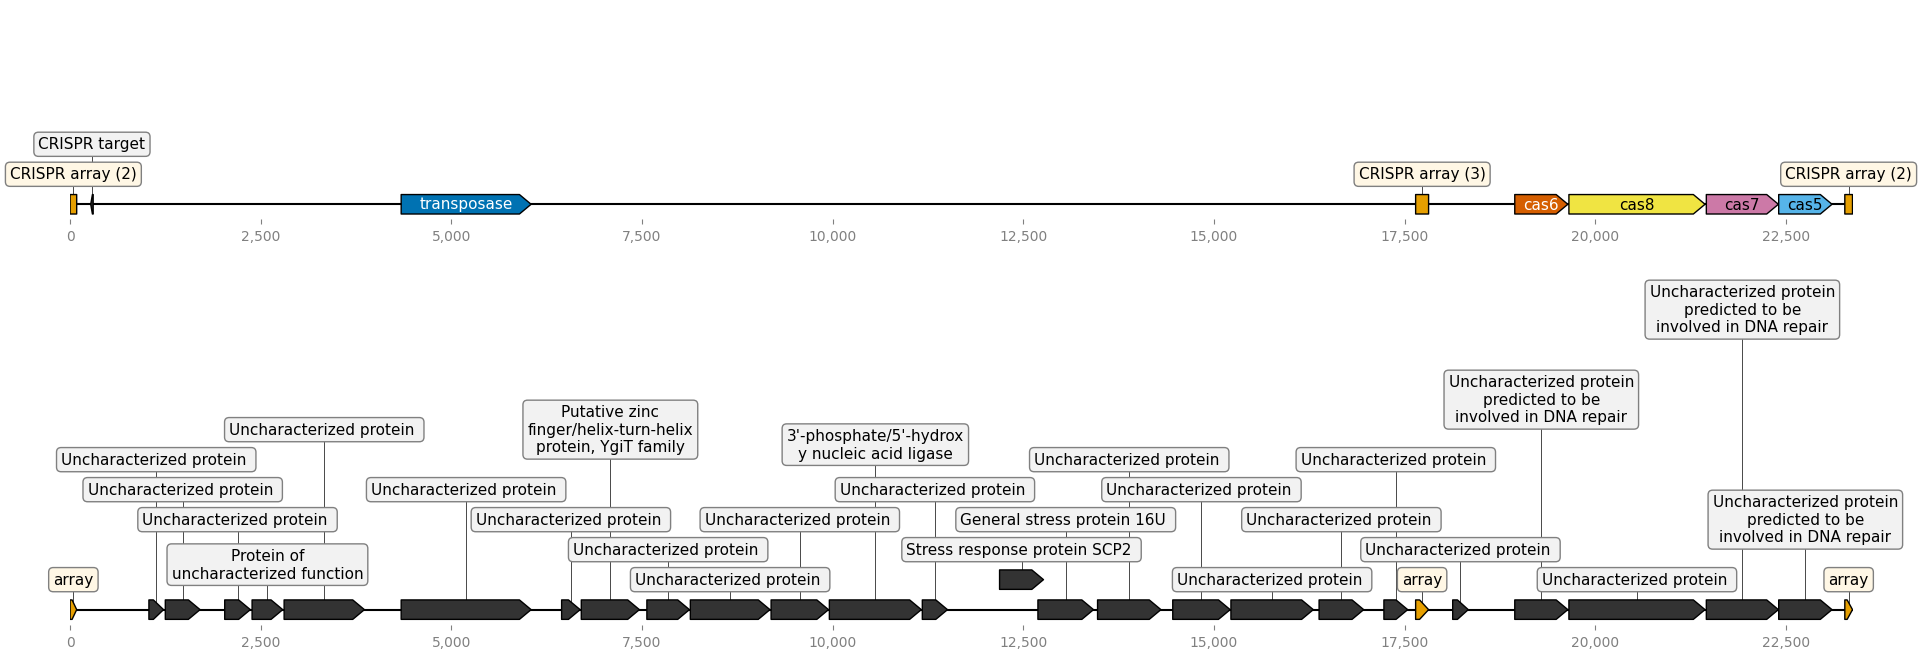 CRISPR target
CRISPR array (2)
CRISPR array (3)
CRISPR array (2)
transposase
cas6
cas8
cas7
cas5
0
2,500
5,000
7,500
10,000
12,500
15,000
17,500
20,000
22,500
Uncharacterized protein
predicted to be
involved in DNA repair
Uncharacterized protein
predicted to be
involved in DNA repair
Putative zinc
finger/helix-turn-helix
protein, YgiT family
Uncharacterized protein
3'-phosphate/5'-hydrox
y nucleic acid ligase
Uncharacterized protein
Uncharacterized protein
Uncharacterized protein
Uncharacterized protein
Uncharacterized protein
Uncharacterized protein
Uncharacterized protein
Uncharacterized protein
Uncharacterized protein
Uncharacterized protein
Uncharacterized protein
General stress protein 16U
Uncharacterized protein
Uncharacterized protein
predicted to be
involved in DNA repair
Protein of
uncharacterized function
Uncharacterized protein
Stress response protein SCP2
Uncharacterized protein
array
Uncharacterized protein
Uncharacterized protein
array
Uncharacterized protein
array
0
2,500
5,000
7,500
10,000
12,500
15,000
17,500
20,000
22,500